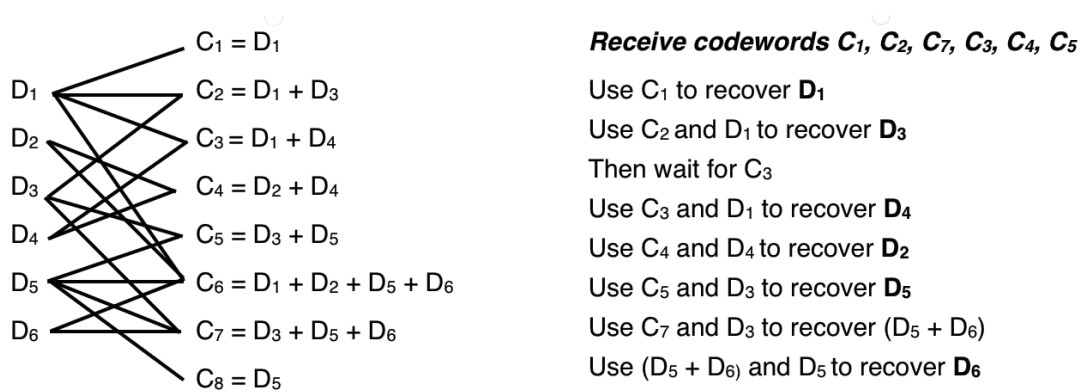 D₁
D₂
D₃
D₄
D₅
D₆
C₁ = D₁
C₂ = D₁ + D₃
C₃ = D₁ + D₄
C₄ = D₂ + D₄
C₅ = D₃ + D₅
C₆ = D₁ + D₂ + D₅ + D₆
C₇ = D₃ + D₅ + D₆
C₈ = D₅
Receive codewords C₁, C₂, C₇, C₃, C₄, C₅
Use C₁ to recover D₁
Use C₂ and D₁ to recover D₃
Then wait for C₃
Use C₃ and D₁ to recover D₄
Use C₄ and D₄ to recover D₂
Use C₅ and D₃ to recover D₅
Use C₇ and D₃ to recover (D₅ + D₆)
Use (D₅ + D₆) and D₅ to recover D₆